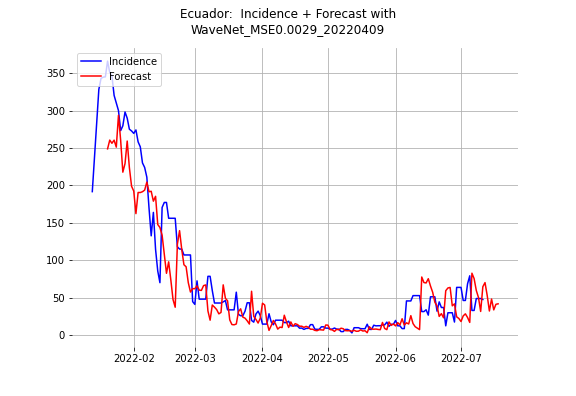 Ecuador:  Incidence + Forecast with
WaveNet_MSE0.0029_20220409
Incidence
Forecast
350
300
250
200
150
100
50
0
2022-02 2022-03 2022-04 2022-05 2022-06 2022-07